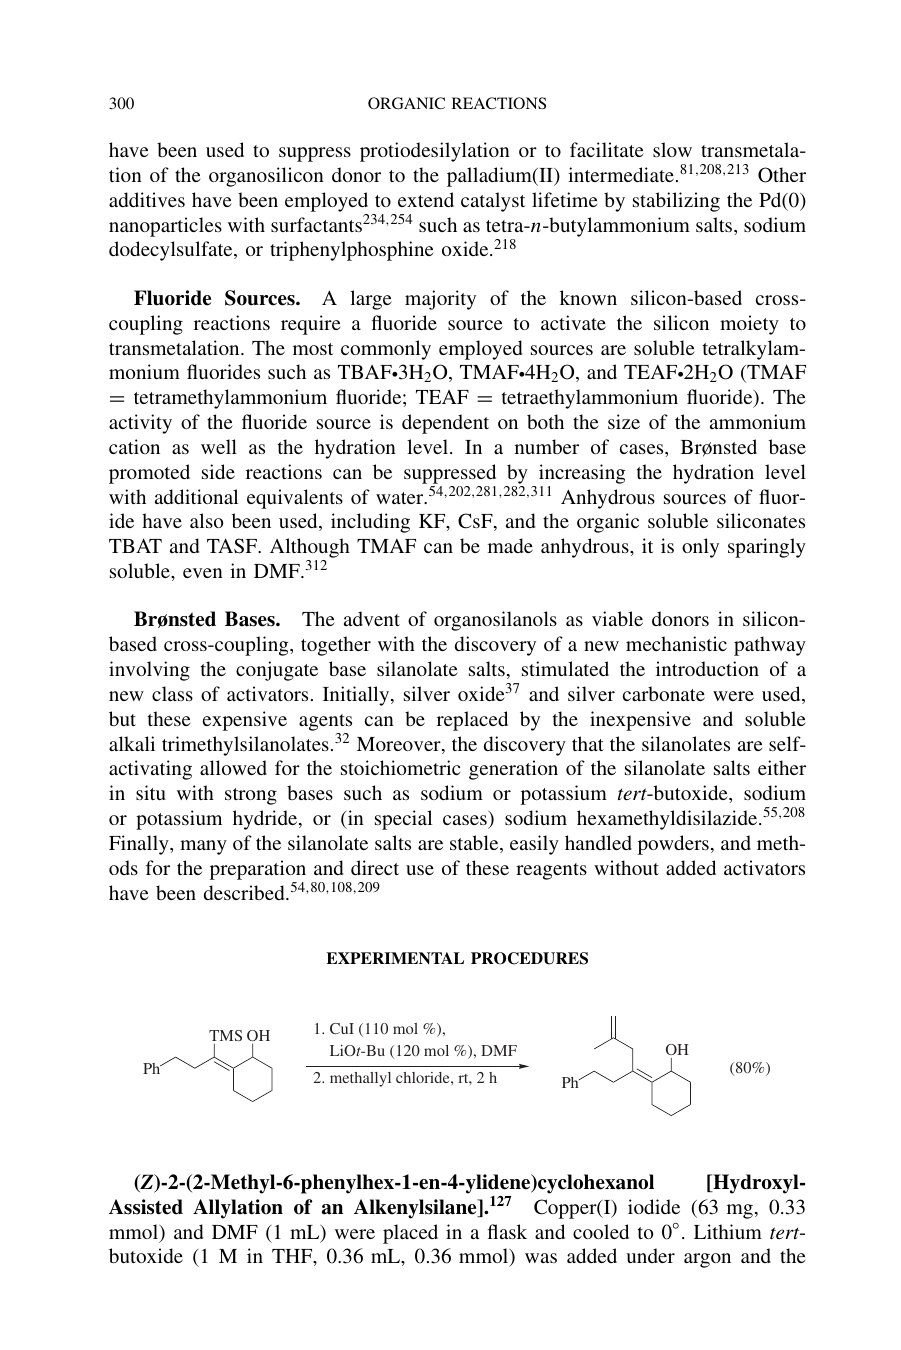 300
ORGANIC REACTIONS
have been used to suppress protiodesilylation or to facilitate slow transmetala-
tion of the organosilicon donor to the palladium(II) intermediate.81,208,213 Other
additives have been employed to extend catalyst lifetime by stabilizing the Pd(0)
nanoparticles with surfactants234,254 such as tetra-n-butylammonium salts, sodium
dodecylsulfate, or triphenylphosphine oxide.218
Fluoride Sources. A large majority of the known silicon-based cross-
coupling reactions require a fluoride source to activate the silicon moiety to
transmetalation. The most commonly employed sources are soluble tetralkylam-
monium fluorides such as TBAF•3H2O, TMAF•4H2O, and TEAF•2H2O (TMAF
= tetramethylammonium fluoride; TEAF = tetraethylammonium fluoride). The
activity of the fluoride source is dependent on both the size of the ammonium
cation as well as the hydration level. In a number of cases, Brønsted base
promoted side reactions can be suppressed by increasing the hydration level
with additional equivalents of water.54,202,281,282,311 Anhydrous sources of fluor-
ide have also been used, including KF, CsF, and the organic soluble siliconates
TBAT and TASF. Although TMAF can be made anhydrous, it is only sparingly
soluble, even in DMF.312
Brønsted Bases. The advent of organosilanols as viable donors in silicon-
based cross-coupling, together with the discovery of a new mechanistic pathway
involving the conjugate base silanolate salts, stimulated the introduction of a
new class of activators. Initially, silver oxide37 and silver carbonate were used,
but these expensive agents can be replaced by the inexpensive and soluble
alkali trimethylsilanolates.32 Moreover, the discovery that the silanolates are self-
activating allowed for the stoichiometric generation of the silanolate salts either
in situ with strong bases such as sodium or potassium tert-butoxide, sodium
or potassium hydride, or (in special cases) sodium hexamethyldisilazide.55,208
Finally, many of the silanolate salts are stable, easily handled powders, and meth-
ods for the preparation and direct use of these reagents without added activators
have been described.54,80,108,209
EXPERIMENTAL PROCEDURES
TMS OH
Ph
1. CuI (110 mol %),
LiOt-Bu (120 mol %), DMF
2. methallyl chloride, rt, 2 h
OH
Ph
(80%)
(Z)-2-(2-Methyl-6-phenylhex-1-en-4-ylidene)cyclohexanol [Hydroxyl-
Assisted Allylation of an Alkenylsilane].127 Copper(I) iodide (63 mg, 0.33
mmol) and DMF (1 mL) were placed in a flask and cooled to 0°. Lithium tert-
butoxide (1 M in THF, 0.36 mL, 0.36 mmol) was added under argon and the